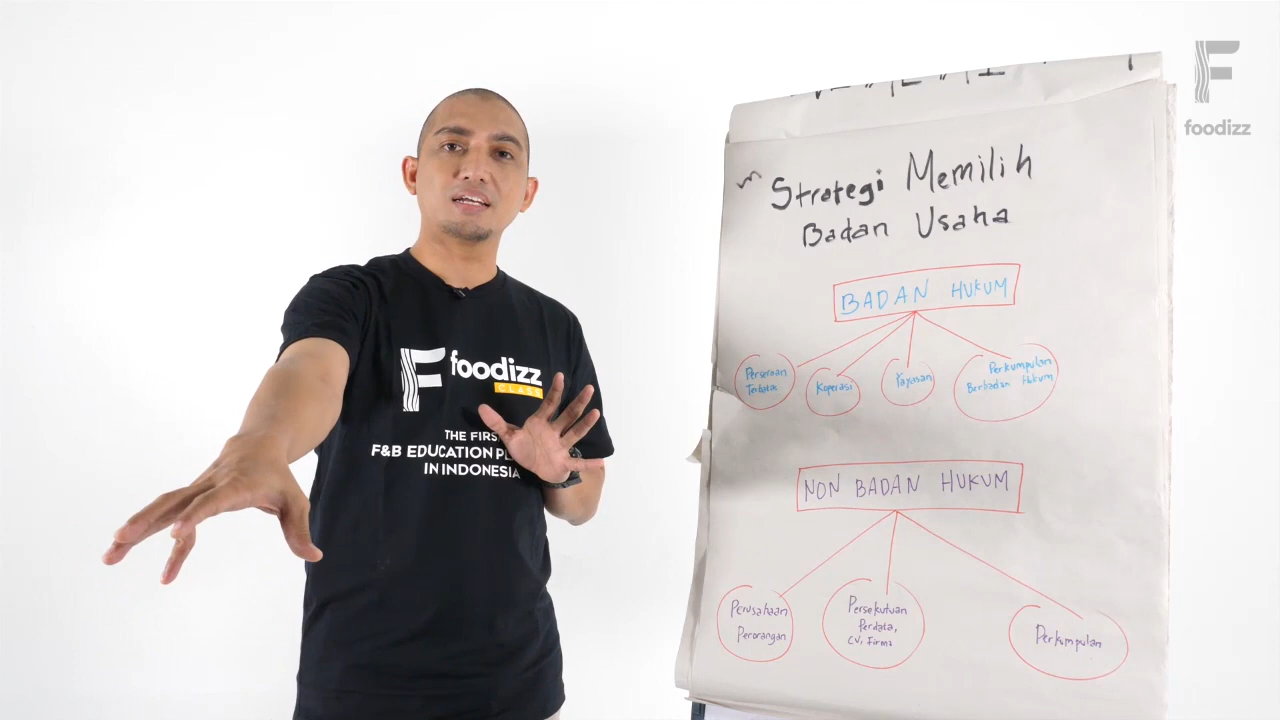 F
foodizz
foodizz
CLASS
THE FIRS
F&B EDUCATION PL
IN INDONESIA
Strategi Memilih
Badan Usaha
BADAN HUKUM
Perseroan
Terbatas
Koperasi
Yayasan
Perkumpulan
Berbadan Hukum
NON BADAN HUKUM
Perusahaan
Perorangan
Persekutuan
Perdata,
CV, Firma
Perkumpulan